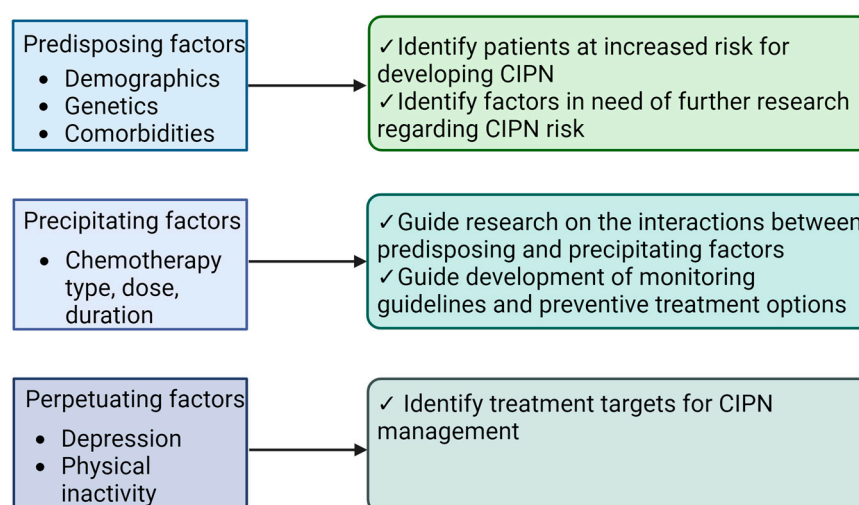 Predisposing factors
• Demographics
• Genetics
• Comorbidities
✓Identify patients at increased risk for
developing CIPN
✓Identify factors in need of further research
regarding CIPN risk
Precipitating factors
• Chemotherapy
type, dose,
duration
✓Guide research on the interactions between
predisposing and precipitating factors
✓Guide development of monitoring
guidelines and preventive treatment options
Perpetuating factors
• Depression
• Physical
inactivity
✓ Identify treatment targets for CIPN
management